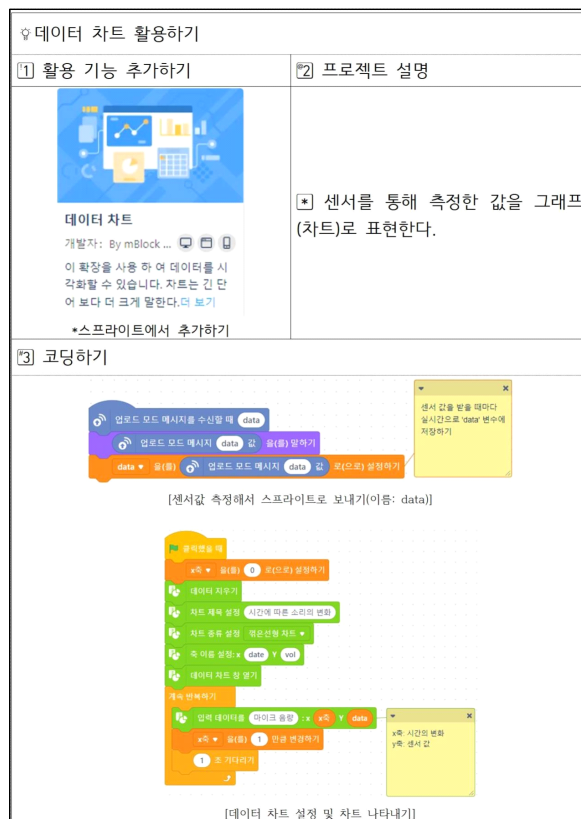 데이터 차트 활용하기
1 활용 기능 추가하기
2 프로젝트 설명
데이터 차트
개발자: By mBlock ...
이 확장을 사용 하 여 데이터를 시
각화할 수 있습니다. 차트는 긴 단
어 보다 더 크게 말한다.더 보기
*스프라이트에서 추가하기
* 센서를 통해 측정한 값을 그래프
(차트)로 표현한다.
3 코딩하기
업로드 모드 메시지를 수신할 때 data
업로드 모드 메시지 data 값 을(를) 말하기
data 을(를) 업로드 모드 메시지 data 값 로(으로) 설정하기
센서 값을 받을 때마다
실시간으로 'data' 변수에
저장하기
[센서값 측정해서 스프라이트로 보내기(이름: data)]
클릭했을 때
x축 을(를) 0 로(으로) 설정하기
데이터 지우기
차트 제목 설정 시간에 따른 소리의 변화
차트 종류 설정 꺾은선형 차트
축 이름 설정: x date Y vol
데이터 차트 창 열기
계속 반복하기
입력 데이터를 마이크 음량 : x x축 Y data
x축 을(를) 1 만큼 변경하기
1 초 기다리기
x축: 시간의 변화
y축: 센서 값
[데이터 차트 설정 및 차트 나타내기]